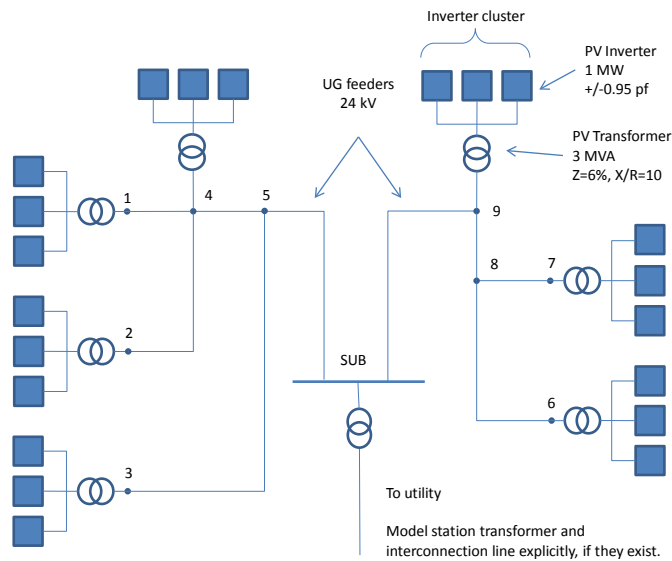 Inverter cluster
PV Inverter
1 MW
+/-0.95 pf
UG feeders
24 kV
PV Transformer
3 MVA
Z=6%, X/R=10
1
4
5
9
8
7
2
SUB
6
3
To utility
Model station transformer and
interconnection line explicitly, if they exist.